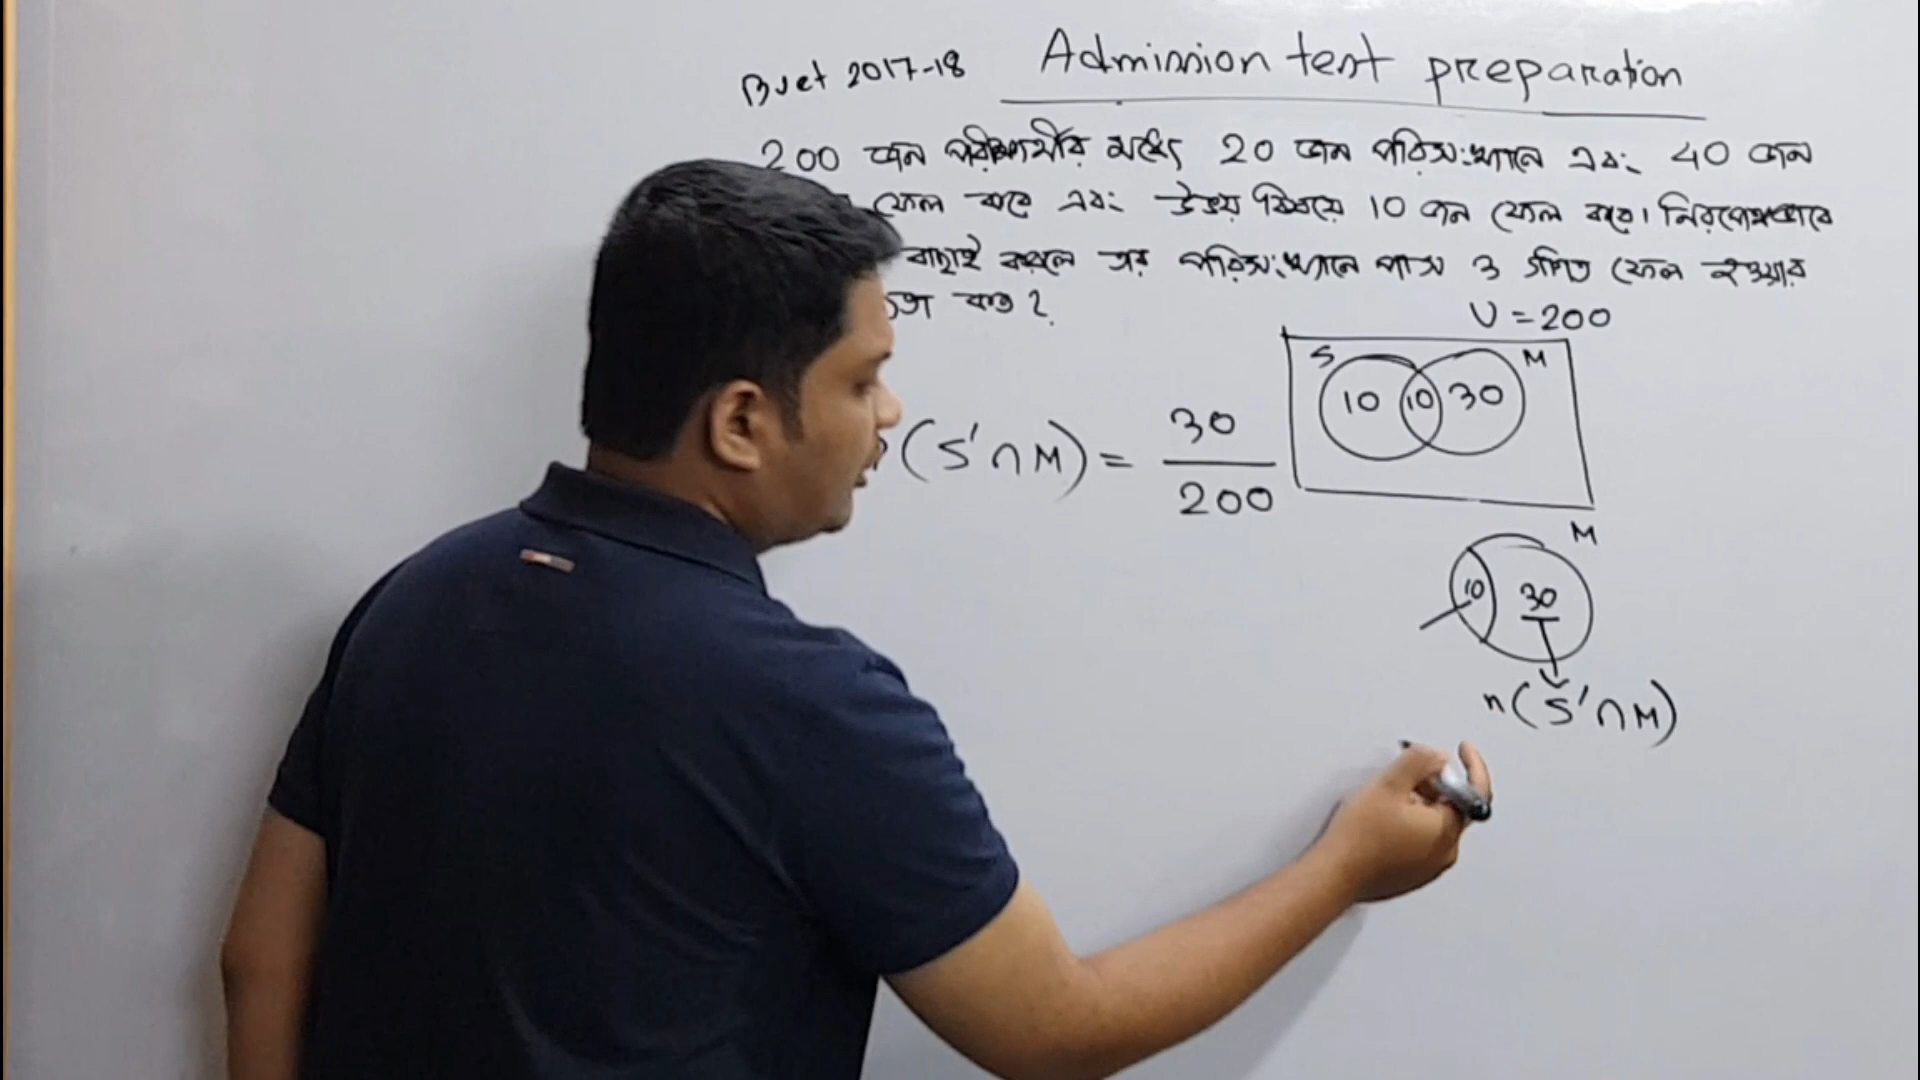 Buet 2017-18 Admission test preparation
200 জন পরীক্ষার্থীর মধ্যে 20 জন পরিসংখ্যানে এবং 40 জন
ফেল করে এবং উভয় বিষয়ে 10 জন ফেল করে। নিরপেক্ষভাবে
বাছাই করলে তার পরিসংখ্যানে পাস ও গণিতে ফেল হওয়ার
কত?
U = 200
S M
10 10 30
(S' ∩ M) = 30/200
M
10 30
n(S' ∩ M)